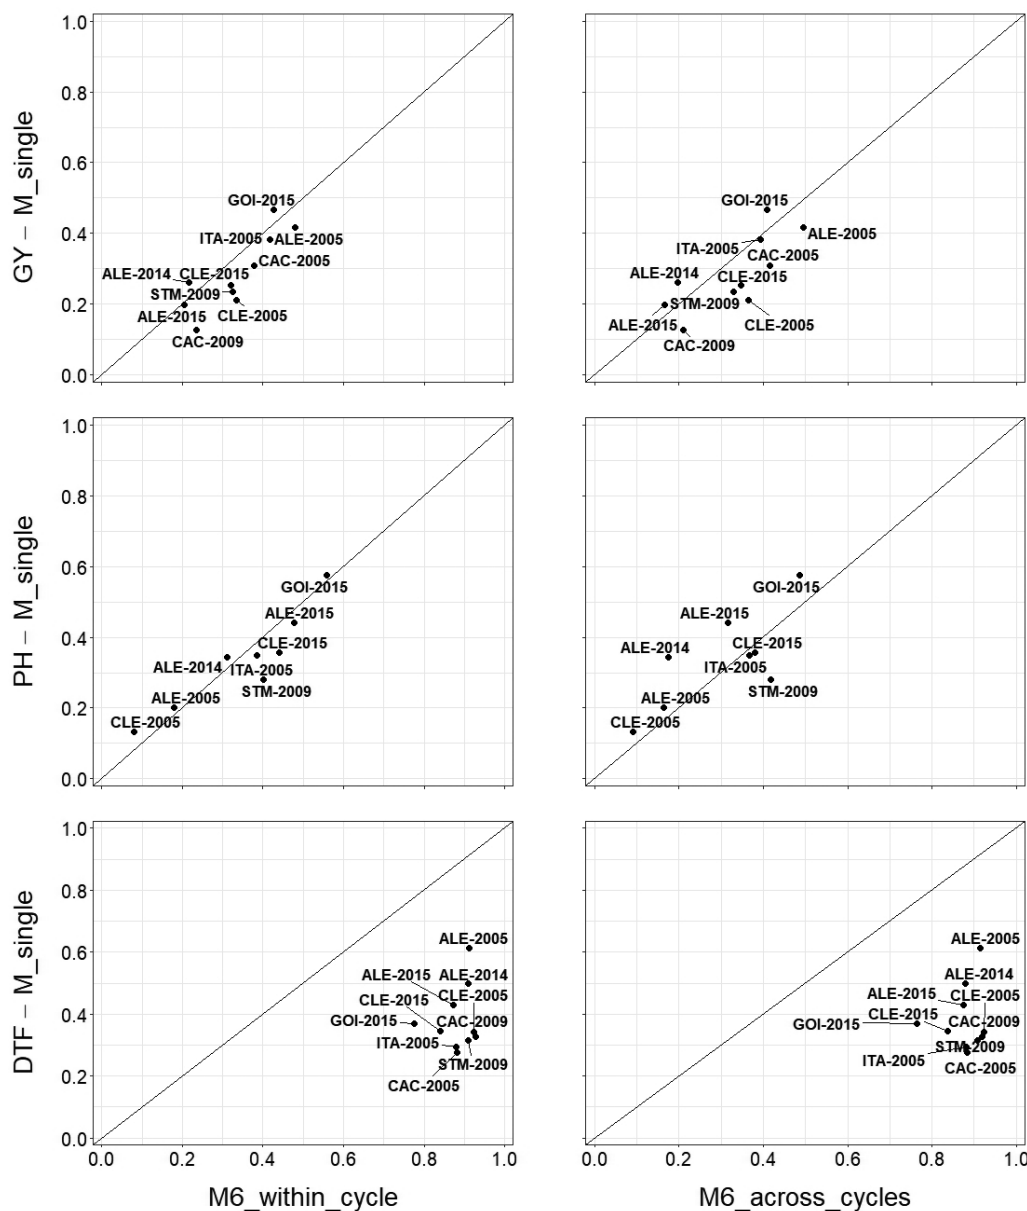 GY – M_single
1.0
0.8
0.6
0.4
0.2
0.0
GOI-2015
ITA-2005
ALE-2005
CAC-2005
ALE-2014
CLE-2015
STM-2009
ALE-2015
CLE-2005
CAC-2009
GOI-2015
ALE-2005
ITA-2005
CAC-2005
ALE-2014
CLE-2015
STM-2009
ALE-2015
CLE-2005
CAC-2009
PH – M_single
1.0
0.8
0.6
0.4
0.2
0.0
GOI-2015
ALE-2015
CLE-2015
ALE-2014
ITA-2005
STM-2009
ALE-2005
CLE-2005
GOI-2015
ALE-2015
ALE-2014
CLE-2015
ITA-2005
STM-2009
ALE-2005
CLE-2005
DTF – M_single
1.0
0.8
0.6
0.4
0.2
0.0
ALE-2005
ALE-2015
ALE-2014
CLE-2005
CLE-2015
GOI-2015
CAC-2009
ITA-2005
STM-2009
CAC-2005
ALE-2005
ALE-2014
ALE-2015
CLE-2005
CLE-2015
GOI-2015
CAC-2009
STM-2009
ITA-2005
CAC-2005
0.0 0.2 0.4 0.6 0.8 1.0
0.0 0.2 0.4 0.6 0.8 1.0
M6_within_cycle
M6_across_cycles